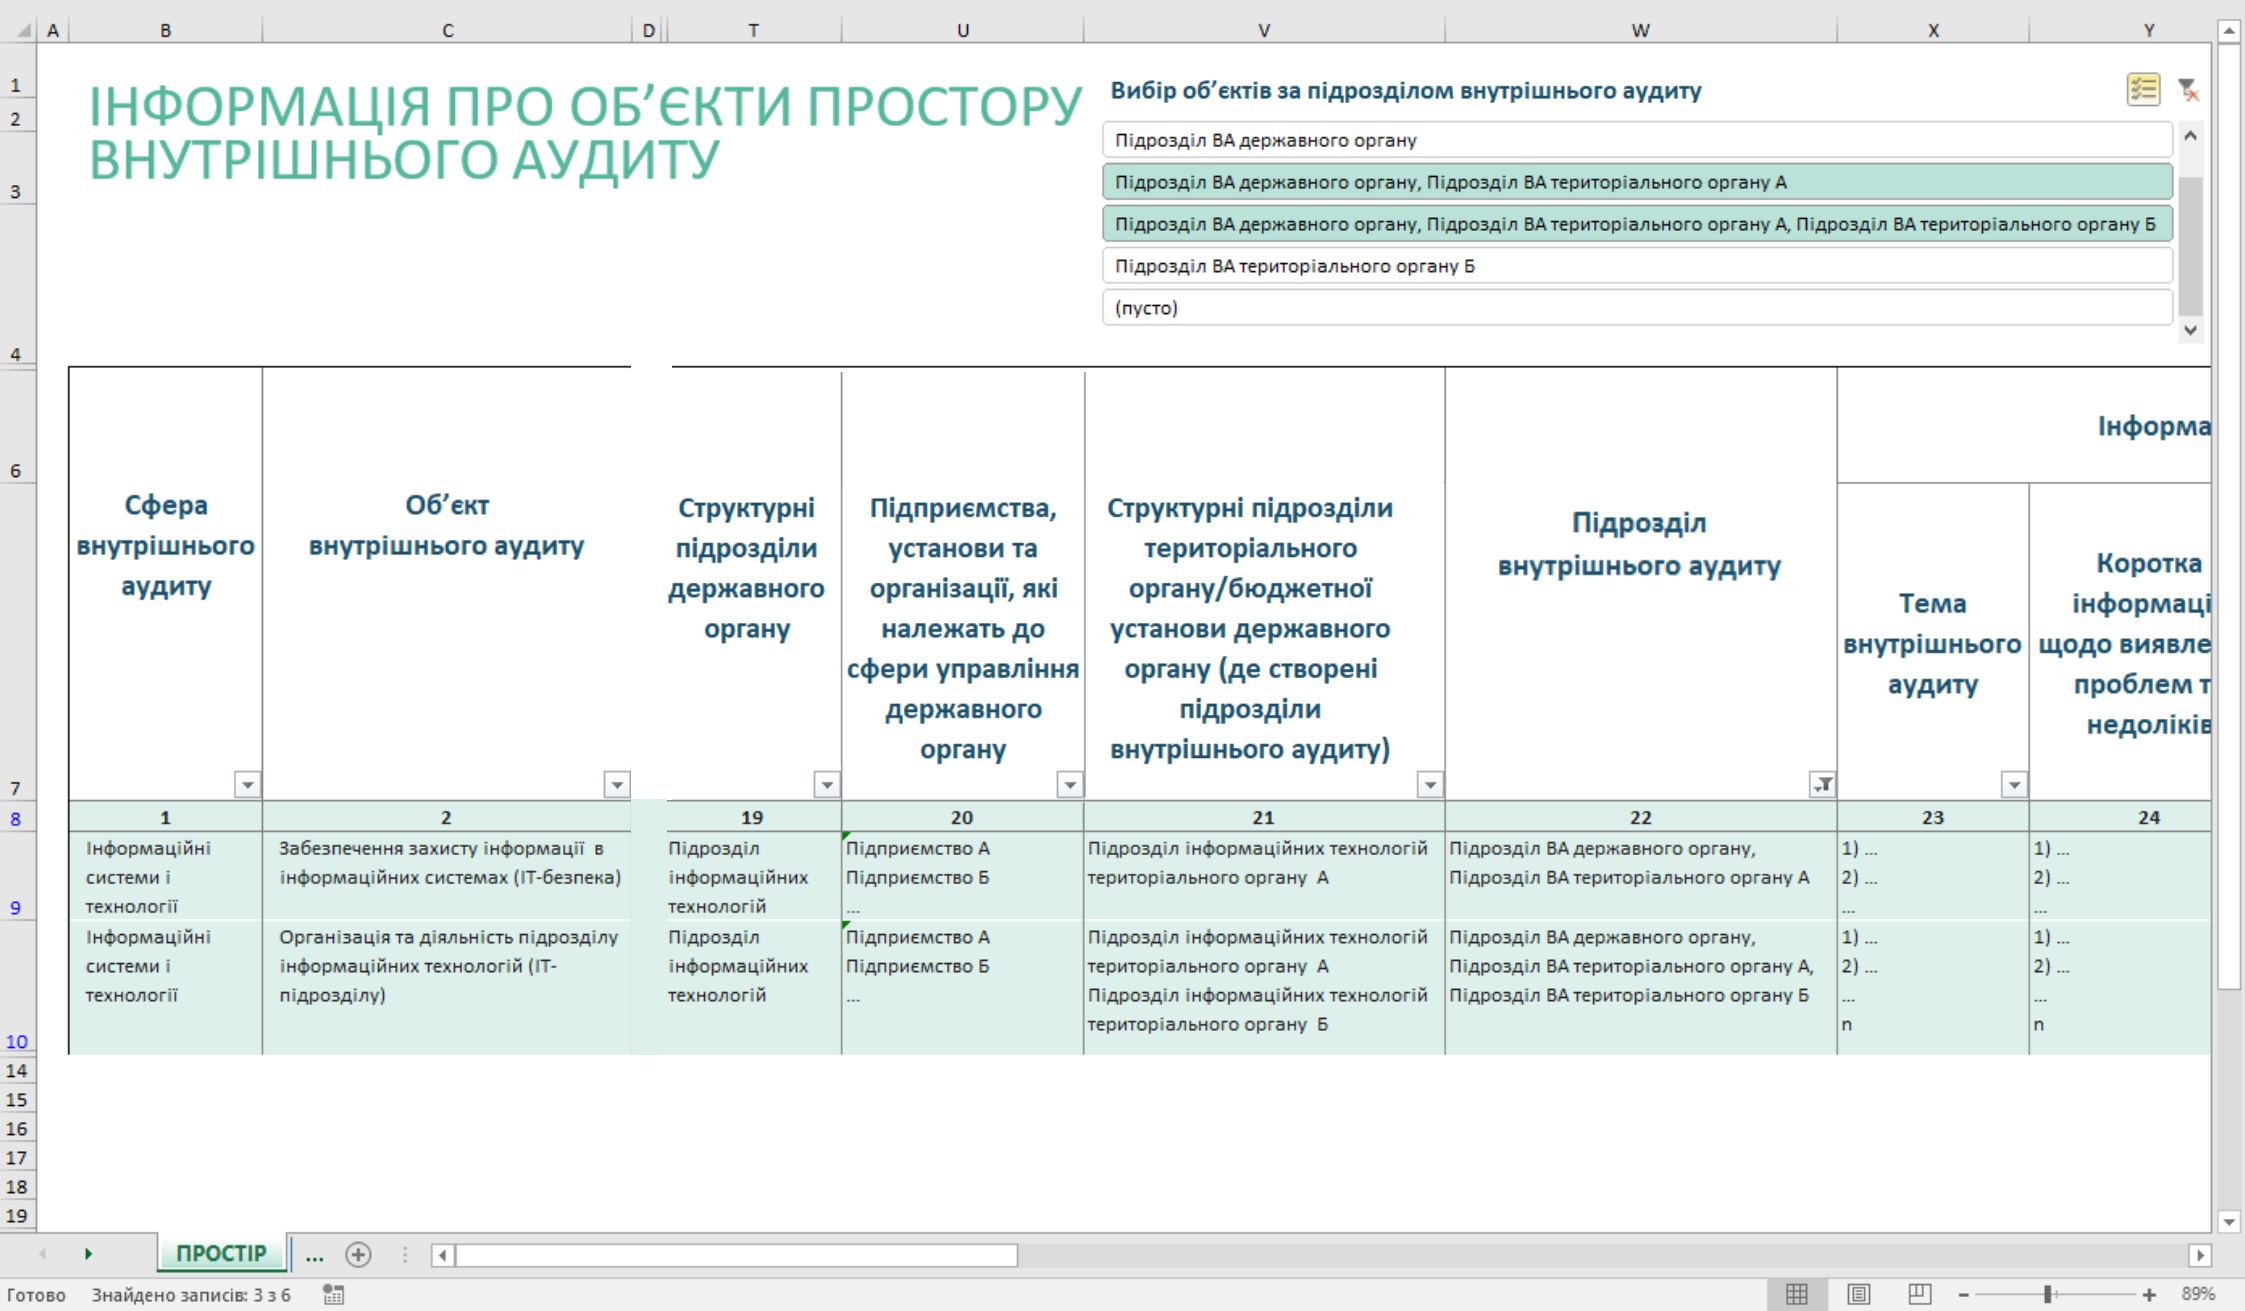 A B C D T U V W X Y
1
2
3
4
6
7
8
9
10
14
15
16
17
18
19
ІНФОРМАЦІЯ ПРО ОБ’ЄКТИ ПРОСТОРУ
ВНУТРІШНЬОГО АУДИТУ
Вибір об’єктів за підрозділом внутрішнього аудиту
Підрозділ ВА державного органу
Підрозділ ВА державного органу, Підрозділ ВА територіального органу А
Підрозділ ВА державного органу, Підрозділ ВА територіального органу А, Підрозділ ВА територіального органу Б
Підрозділ ВА територіального органу Б
(пусто)
Сфера
внутрішнього
аудиту
Об’єкт
внутрішнього аудиту
Структурні
підрозділи
державного
органу
Підприємства,
установи та
організації, які
належать до
сфери управління
державного
органу
Структурні підрозділи
територіального
органу/бюджетної
установи державного
органу (де створені
підрозділи
внутрішнього аудиту)
Підрозділ
внутрішнього аудиту
Інформа
Тема
внутрішнього
аудиту
Коротка
інформаці
щодо виявле
проблем т
недоліків
1 2 19 20 21 22 23 24
Інформаційні
системи і
технології
Забезпечення захисту інформації в
інформаційних системах (ІТ-безпека)
Підрозділ
інформаційних
технологій
Підприємство А
Підприємство Б
...
Підрозділ інформаційних технологій
територіального органу А
Підрозділ ВА державного органу,
Підрозділ ВА територіального органу А
1) ...
2) ...
...
1) ...
2) ...
...
Інформаційні
системи і
технології
Організація та діяльність підрозділу
інформаційних технологій (ІТ-
підрозділу)
Підрозділ
інформаційних
технологій
Підприємство А
Підприємство Б
...
Підрозділ інформаційних технологій
територіального органу А
Підрозділ інформаційних технологій
територіального органу Б
Підрозділ ВА державного органу,
Підрозділ ВА територіального органу А,
Підрозділ ВА територіального органу Б
1) ...
2) ...
...
n
1) ...
2) ...
...
n
ПРОСТІР ...
Готово Знайдено записів: 3 з 6 89%